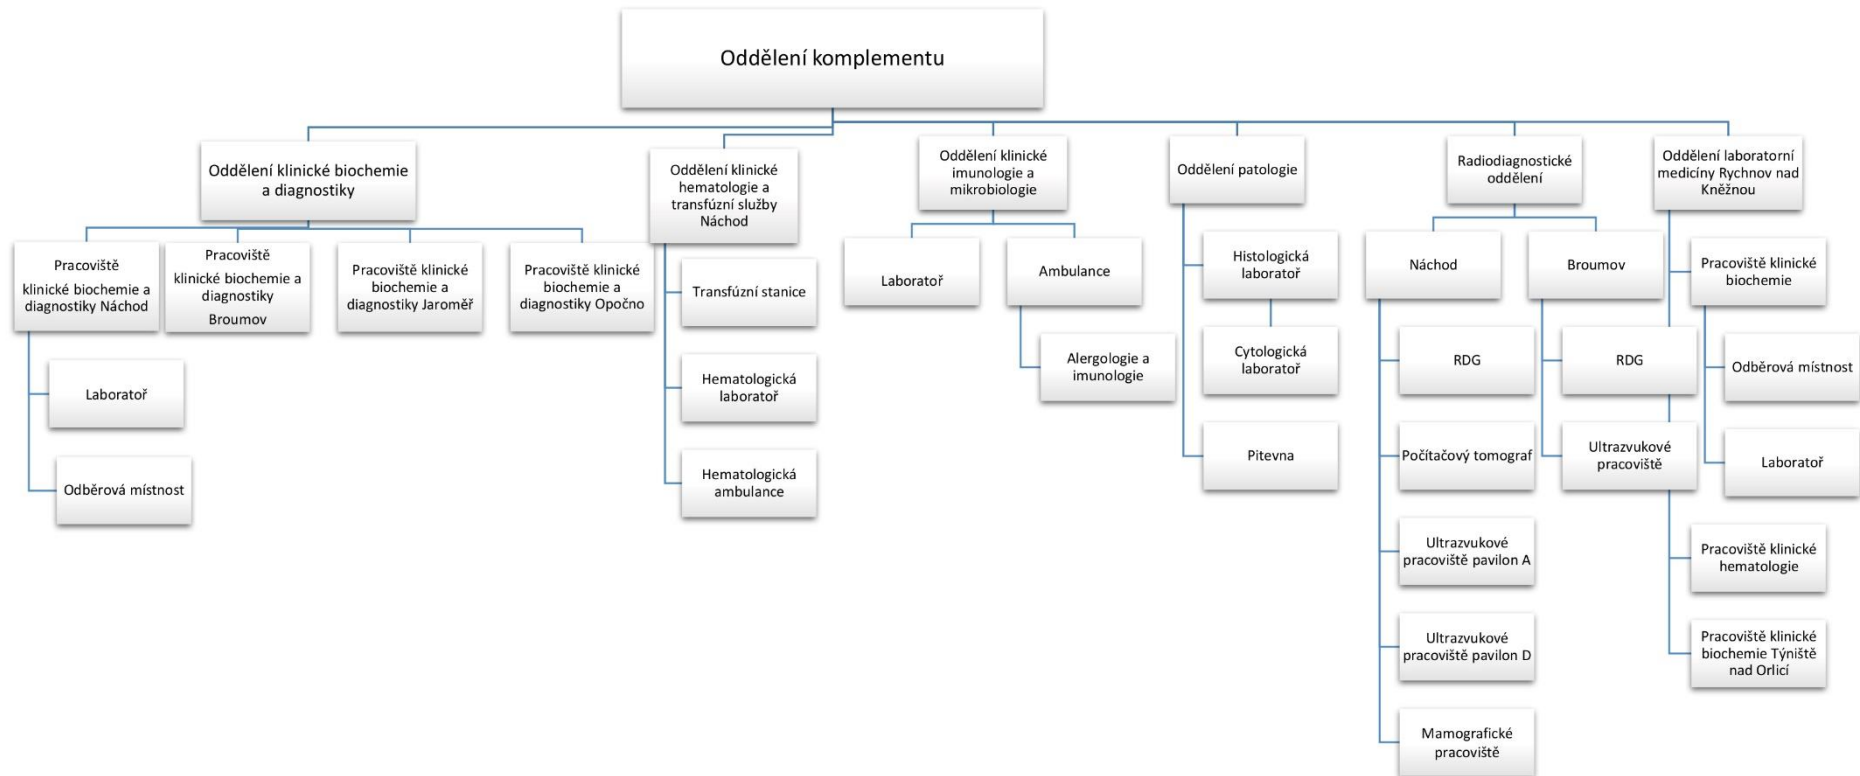 Oddělení komplementu
Oddělení klinické biochemie
a diagnostiky
Pracoviště
klinické biochemie a
diagnostiky Náchod
Laboratoř
Odběrová místnost
Pracoviště
klinické biochemie a
diagnostiky
Broumov
Pracoviště klinické
biochemie a
diagnostiky Jaroměř
Pracoviště klinické
biochemie a
diagnostiky Opočno
Oddělení klinické
hematologie a
transfúzní služby
Náchod
Transfúzní stanice
Hematologická
laboratoř
Hematologická
ambulance
Oddělení klinické
imunologie a
mikrobiologie
Laboratoř
Ambulance
Alergologie a
imunologie
Oddělení patologie
Histologická
laboratoř
Cytologická
laboratoř
Pitevna
Radiodiagnostické
oddělení
Náchod
RDG
Počítačový tomograf
Ultrazvukové
pracoviště pavilon A
Ultrazvukové
pracoviště pavilon D
Mamografické
pracoviště
Broumov
RDG
Ultrazvukové
pracoviště
Oddělení laboratorní
medicíny Rychnov nad
Kněžnou
Pracoviště klinické
biochemie
Odběrová místnost
Laboratoř
Pracoviště klinické
hematologie
Pracoviště klinické
biochemie Týniště
nad Orlicí